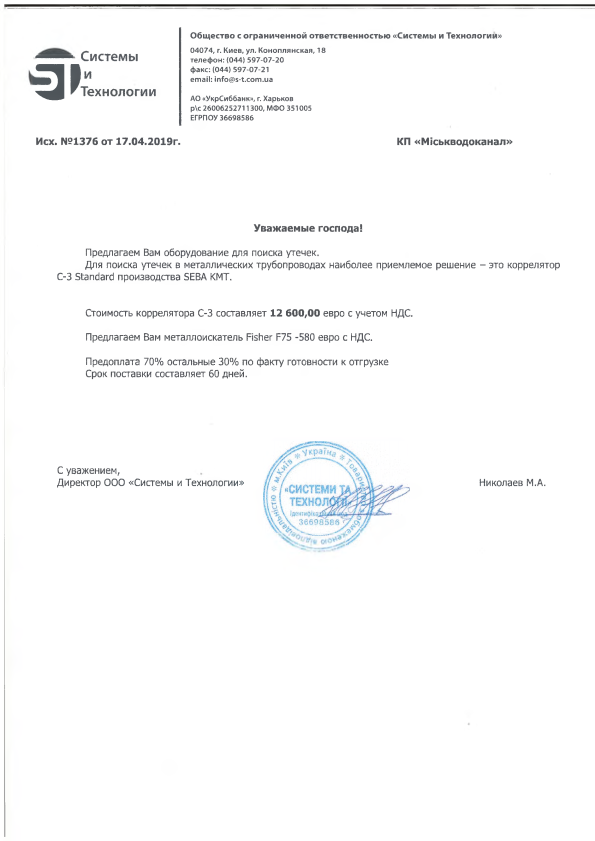 ST
Системы
и
Технологии
Общество с ограниченной ответственностью «Системы и Технологии»
04074, г. Киев, ул. Коноплянская, 18
телефон: (044) 597-07-20
факс: (044) 597-07-21
email: info@s-t.com.ua
АО «УкрСиббанк», г. Харьков
р\с 26006252711300, МФО 351005
ЕГРПОУ 36698586
Исх. №1376 от 17.04.2019г.
КП «Міськводоканал»
Уважаемые господа!
Предлагаем Вам оборудование для поиска утечек.
Для поиска утечек в металлических трубопроводах наиболее приемлемое решение – это коррелятор
С-3 Standard производства SEBA KMT.
Стоимость коррелятора С-3 составляет 12 600,00 евро с учетом НДС.
Предлагаем Вам металлоискатель Fisher F75 -580 евро с НДС.
Предоплата 70% остальные 30% по факту готовности к отгрузке
Срок поставки составляет 60 дней.
С уважением,
Директор ООО «Системы и Технологии»
Николаев М.А.
м.Київ * Україна *
відповідальністю
«СИСТЕМИ ТА
ТЕХНОЛОГІЇ»
36698586